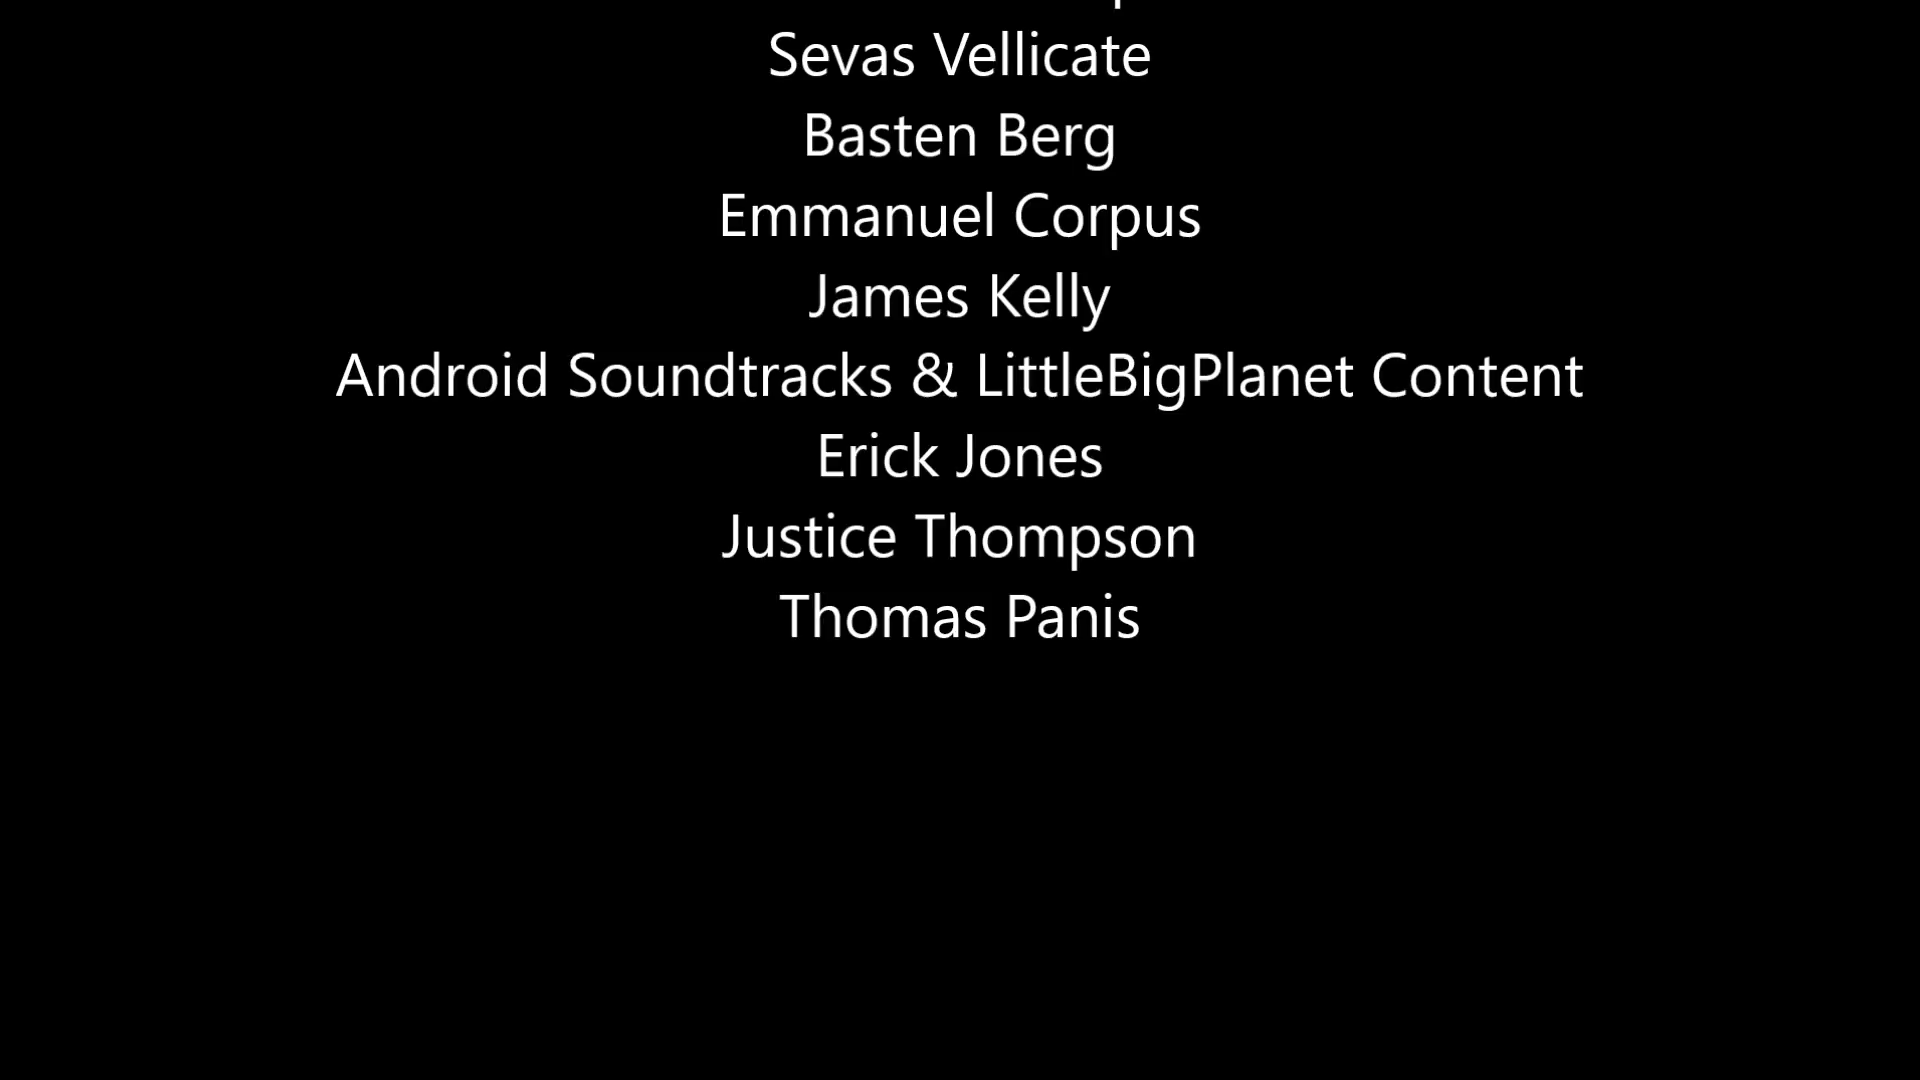 Sevas Vellicate
Basten Berg
Emmanuel Corpus
James Kelly
Android Soundtracks & LittleBigPlanet Content
Erick Jones
Justice Thompson
Thomas Panis